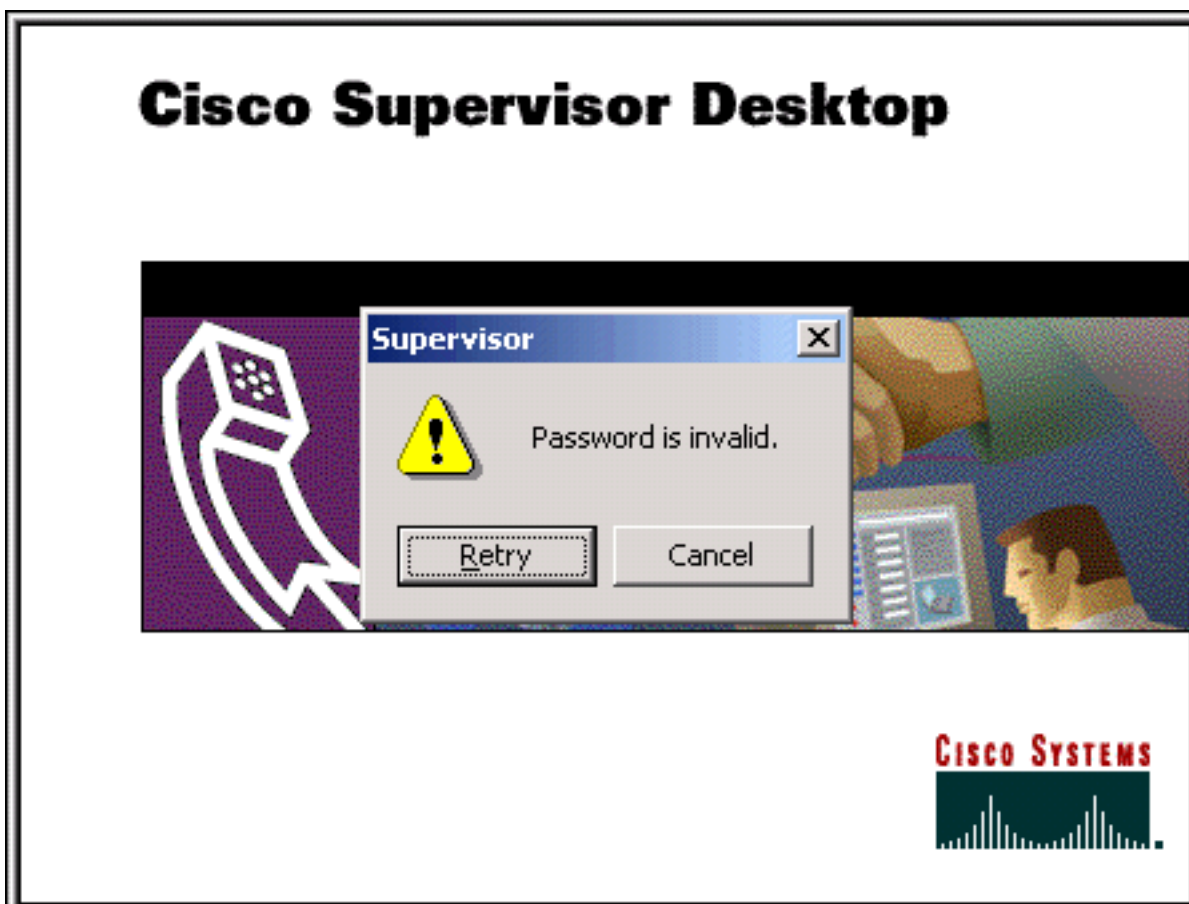 Cisco Supervisor Desktop
Supervisor
Password is invalid.
Retry
Cancel
CISCO SYSTEMS